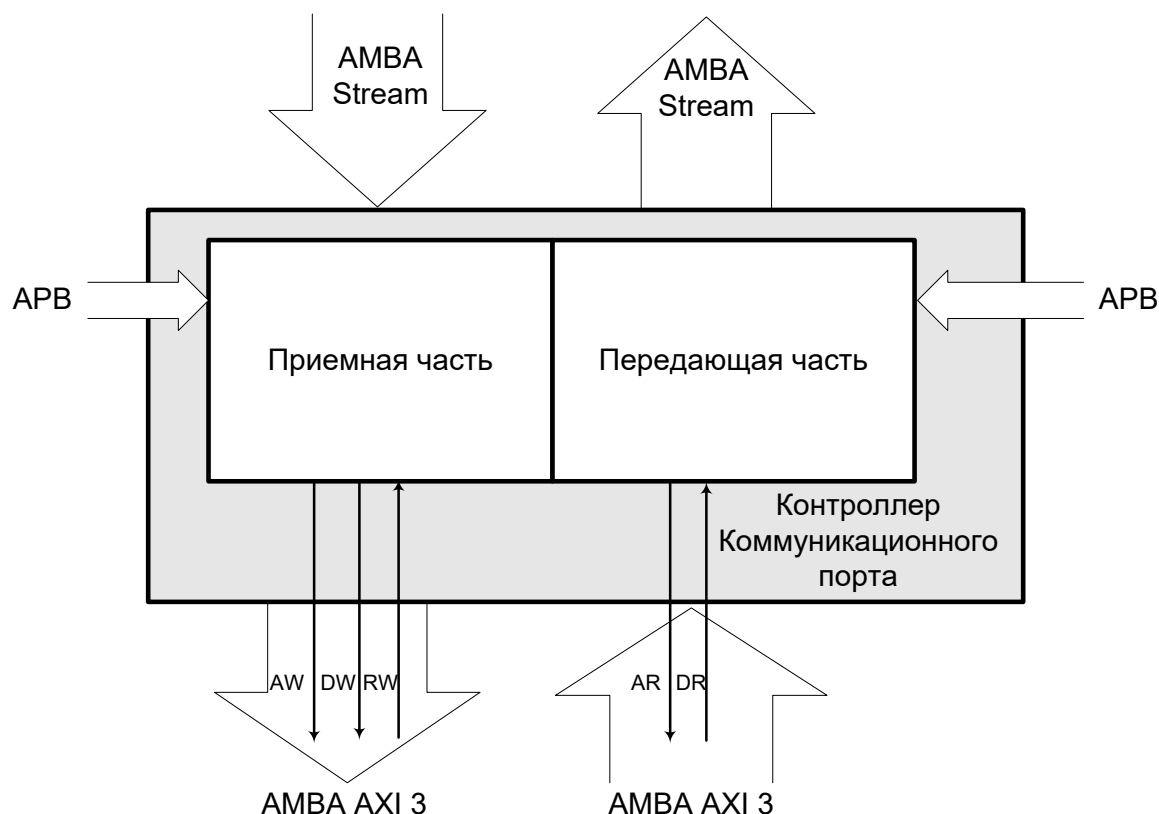 AMBA
Stream
AMBA
Stream
APB
APB
Приемная часть
Передающая часть
Контроллер
Коммуникационного
порта
AW
DW
RW
AR
DR
AMBA AXI 3
AMBA AXI 3